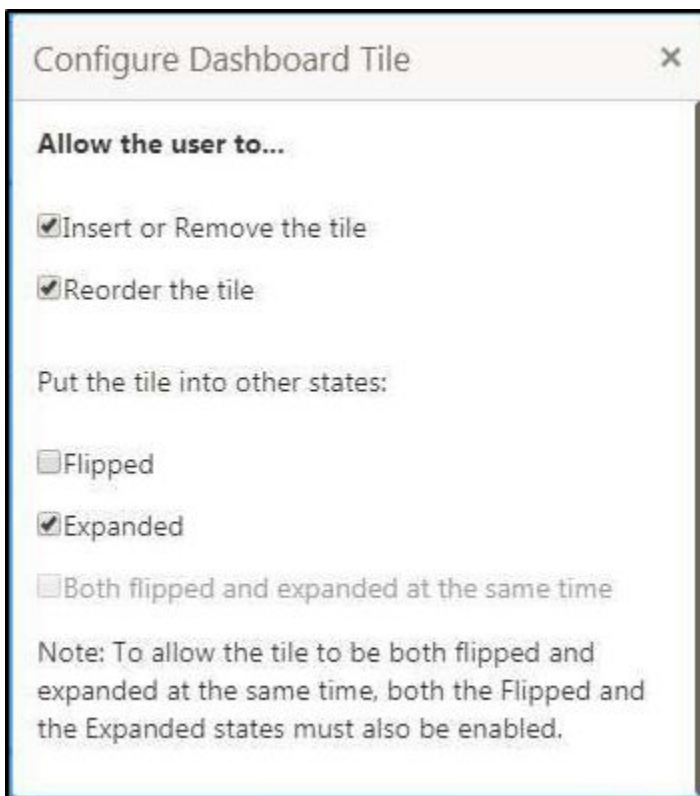 Configure Dashboard Tile
Allow the user to...
Insert or Remove the tile
Reorder the tile
Put the tile into other states:
Flipped
Expanded
Both flipped and expanded at the same time
Note: To allow the tile to be both flipped and
expanded at the same time, both the Flipped and
the Expanded states must also be enabled.